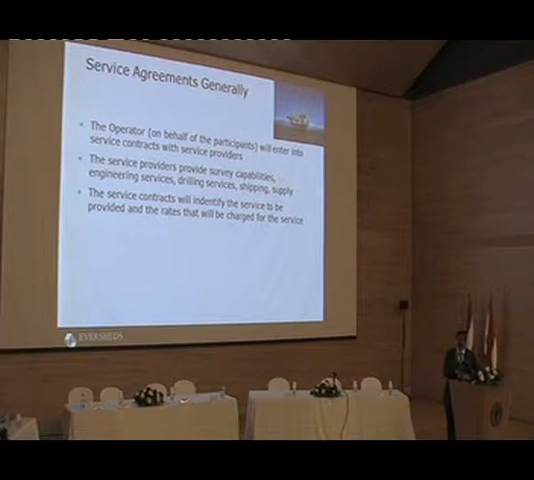 Service Agreements Generally
The Operator (on behalf of the participants) will enter into
service contracts with service providers
The service providers provide survey capabilities,
engineering services, drilling services, shipping, supply
The service contracts will indentify the service to be
provided and the rates that will be charged for the service
EVERSHEDS